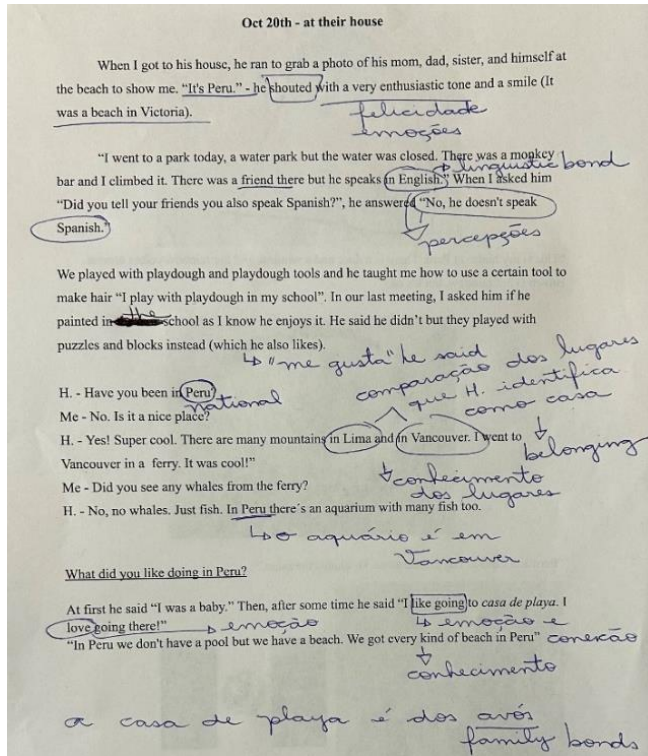 Oct 20th - at their house
When I got to his house, he ran to grab a photo of his mom, dad, sister, and himself at
the beach to show me. "It's Peru." - he shouted with a very enthusiastic tone and a smile (It
was a beach in Victoria).
felicidade
emoções
"I went to a park today, a water park but the water was closed. There was a monkey
linguistic bond
bar and I climbed it. There was a friend there but he speaks in English." When I asked him
"Did you tell your friends you also speak Spanish?", he answered "No, he doesn't speak
Spanish."
percepções
We played with playdough and playdough tools and he taught me how to use a certain tool to
make hair "I play with playdough in my school". In our last meeting, I asked him if he
the
painted in school as I know he enjoys it. He said he didn't but they played with
puzzles and blocks instead (which he also likes).
↳ "me gusta" he said
comparação dos lugares
que H. identifica
como casa
H. - Have you been in Peru?
national
Me - No. Is it a nice place?
H. - Yes! Super cool. There are many mountains in Lima and in Vancouver. I went to
belonging
Vancouver in a ferry. It was cool!"
conhecimento
dos lugares
Me - Did you see any whales from the ferry?
H. - No, no whales. Just fish. In Peru there´s an aquarium with many fish too.
↳ o aquário é em
Vancouver
What did you like doing in Peru?
At first he said "I was a baby." Then, after some time he said "I like going to casa de playa. I
love going there!" emoção
↳ emoção e
conexão
"In Peru we don't have a pool but we have a beach. We got every kind of beach in Peru"
conhecimento
a casa de playa é dos avós
family bonds